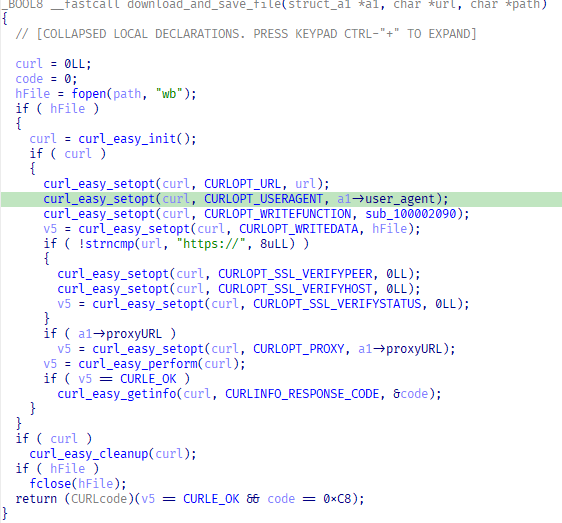 _BOOL8 __fastcall download_and_save_file(struct_a1 *a1, char *url, char *path)
{
  // [COLLAPSED LOCAL DECLARATIONS. PRESS KEYPAD CTRL-"+" TO EXPAND]

  curl = 0LL;
  code = 0;
  hFile = fopen(path, "wb");
  if ( hFile )
  {
    curl = curl_easy_init();
    if ( curl )
    {
      curl_easy_setopt(curl, CURLOPT_URL, url);
      curl_easy_setopt(curl, CURLOPT_USERAGENT, a1->user_agent);
      curl_easy_setopt(curl, CURLOPT_WRITEFUNCTION, sub_100002090);
      v5 = curl_easy_setopt(curl, CURLOPT_WRITEDATA, hFile);
      if ( !strncmp(url, "https://", 8uLL) )
      {
        curl_easy_setopt(curl, CURLOPT_SSL_VERIFYPEER, 0LL);
        curl_easy_setopt(curl, CURLOPT_SSL_VERIFYHOST, 0LL);
        v5 = curl_easy_setopt(curl, CURLOPT_SSL_VERIFYSTATUS, 0LL);
      }
      if ( a1->proxyURL )
        v5 = curl_easy_setopt(curl, CURLOPT_PROXY, a1->proxyURL);
      v5 = curl_easy_perform(curl);
      if ( v5 == CURLE_OK )
        curl_easy_getinfo(curl, CURLINFO_RESPONSE_CODE, &code);
    }
  }
  if ( curl )
    curl_easy_cleanup(curl);
  if ( hFile )
    fclose(hFile);
  return (CURLcode)(v5 == CURLE_OK && code == 0xC8);
}